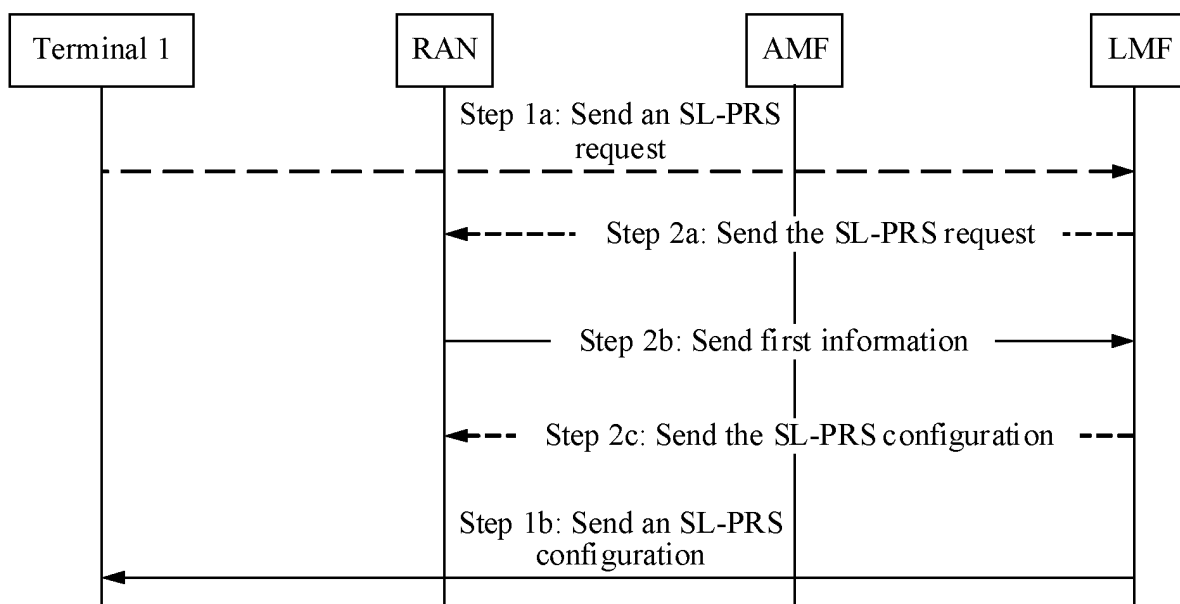 Terminal 1
RAN
AMF
LMF
Step 1a: Send an SL-PRS
request
Step 2a: Send the SL-PRS request
Step 2b: Send first information
Step 2c: Send the SL-PRS configuration
Step 1b: Send an SL-PRS
configuration